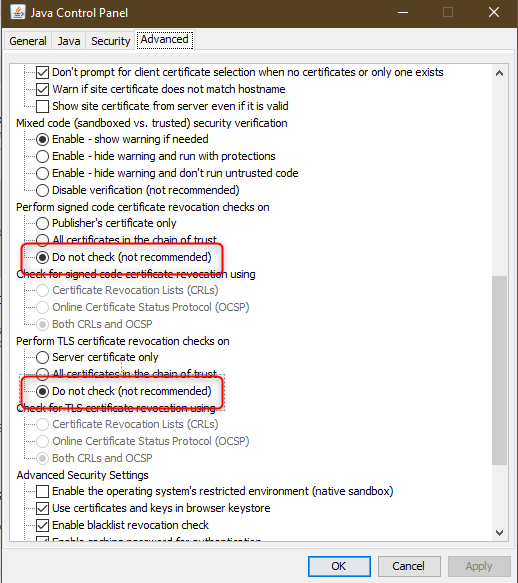 Java Control Panel
General Java Security Advanced
Don't prompt for client certificate selection when no certificates or only one exists
Warn if site certificate does not match hostname
Show site certificate from server even if it is valid
Mixed code (sandboxed vs. trusted) security verification
Enable - show warning if needed
Enable - hide warning and run with protections
Enable - hide warning and don't run untrusted code
Disable verification (not recommended)
Perform signed code certificate revocation checks on
Publisher's certificate only
All certificates in the chain of trust
Do not check (not recommended)
Check for signed code certificate revocation using
Certificate Revocation Lists (CRLs)
Online Certificate Status Protocol (OCSP)
Both CRLs and OCSP
Perform TLS certificate revocation checks on
Server certificate only
All certificates in the chain of trust
Do not check (not recommended)
Check for TLS certificate revocation using
Certificate Revocation Lists (CRLs)
Online Certificate Status Protocol (OCSP)
Both CRLs and OCSP
Advanced Security Settings
Enable the operating system's restricted environment (native sandbox)
Use certificates and keys in browser keystore
Enable blacklist revocation check
Enable caching password for authentication
OK Cancel Apply